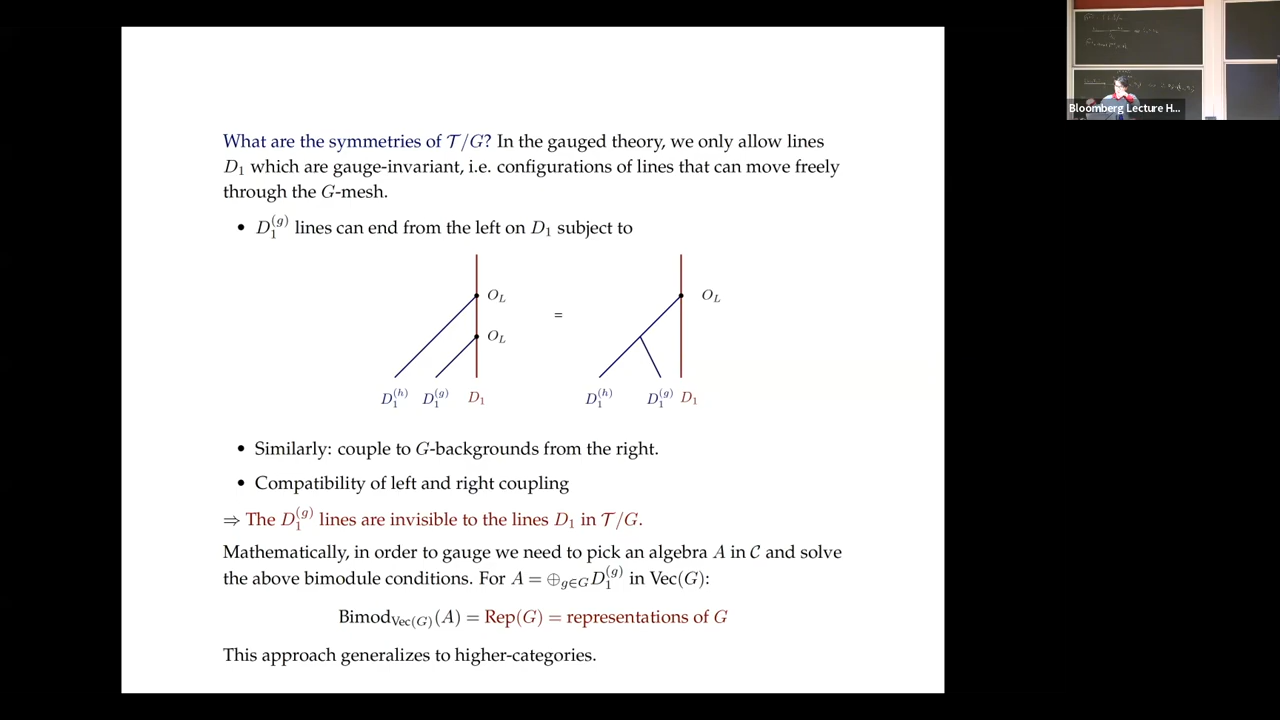 What are the symmetries of 𝒯/G? In the gauged theory, we only allow lines
D₁ which are gauge-invariant, i.e. configurations of lines that can move freely
through the G-mesh.
• D₁^(g) lines can end from the left on D₁ subject to
O_L = O_L
O_L
D₁^(h) D₁^(g) D₁ D₁^(h) D₁^(g) D₁
• Similarly: couple to G-backgrounds from the right.
• Compatibility of left and right coupling
⇒ The D₁^(g) lines are invisible to the lines D₁ in 𝒯/G.
Mathematically, in order to gauge we need to pick an algebra A in 𝒞 and solve
the above bimodule conditions. For A = ⊕_{g∈G} D₁^(g) in Vec(G):
Bimod_{Vec(G)}(A) = Rep(G) = representations of G
This approach generalizes to higher-categories.
Bloomberg Lecture H...